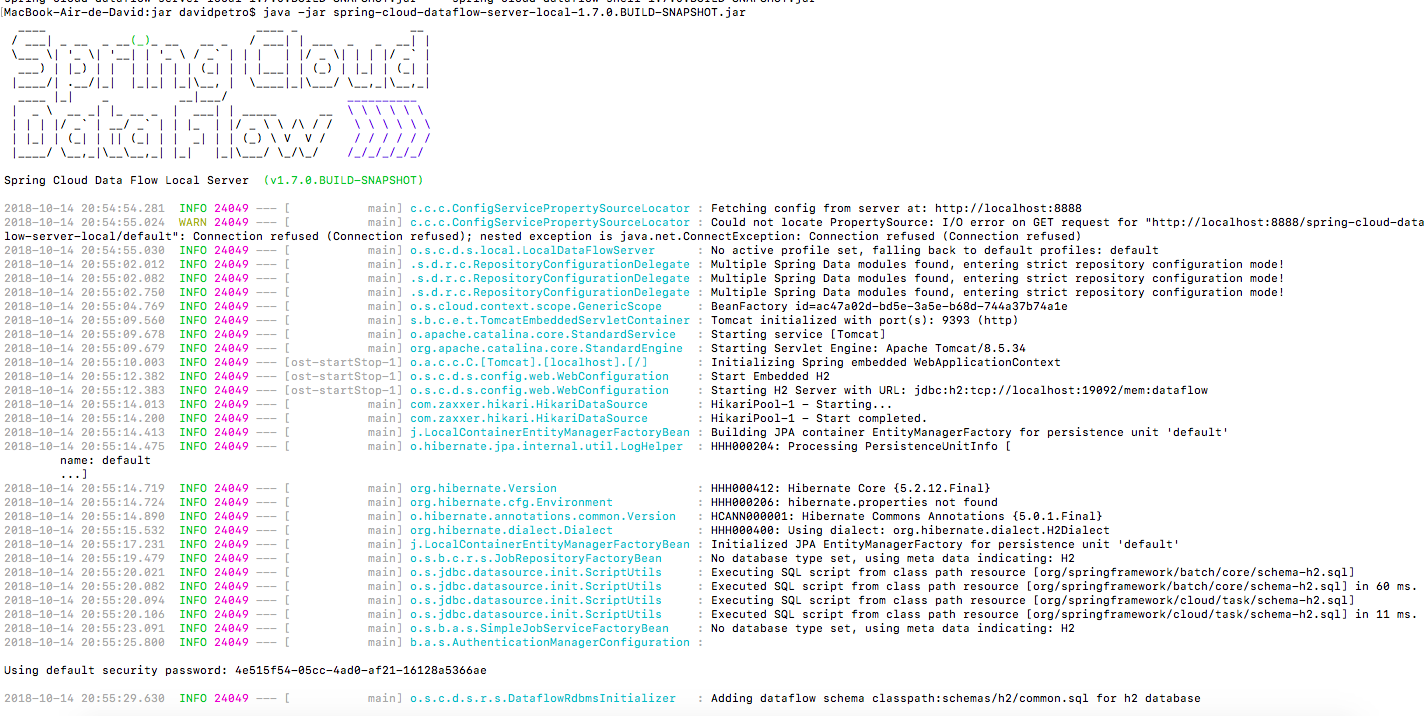 [MacBook-Air-de-David:jar davidpetro$ java -jar spring-cloud-dataflow-server-local-1.7.0.BUILD-SNAPSHOT.jar
Spring Cloud
Data Flow
Spring Cloud Data Flow Local Server  (v1.7.0.BUILD-SNAPSHOT)
2018-10-14 20:54:54.281  INFO 24049 --- [           main] c.c.c.ConfigServicePropertySourceLocator : Fetching config from server at: http://localhost:8888
2018-10-14 20:54:55.024  WARN 24049 --- [           main] c.c.c.ConfigServicePropertySourceLocator : Could not locate PropertySource: I/O error on GET request for "http://localhost:8888/spring-cloud-data
low-server-local/default": Connection refused (Connection refused); nested exception is java.net.ConnectException: Connection refused (Connection refused)
2018-10-14 20:54:55.030  INFO 24049 --- [           main] o.s.c.d.s.local.LocalDataFlowServer      : No active profile set, falling back to default profiles: default
2018-10-14 20:55:02.012  INFO 24049 --- [           main] .s.d.r.c.RepositoryConfigurationDelegate : Multiple Spring Data modules found, entering strict repository configuration mode!
2018-10-14 20:55:02.082  INFO 24049 --- [           main] .s.d.r.c.RepositoryConfigurationDelegate : Multiple Spring Data modules found, entering strict repository configuration mode!
2018-10-14 20:55:02.750  INFO 24049 --- [           main] .s.d.r.c.RepositoryConfigurationDelegate : Multiple Spring Data modules found, entering strict repository configuration mode!
2018-10-14 20:55:04.769  INFO 24049 --- [           main] o.s.cloud.context.scope.GenericScope     : BeanFactory id=ac47a02d-bd5e-3a5e-b68d-744a37b74a1e
2018-10-14 20:55:09.560  INFO 24049 --- [           main] s.b.c.e.t.TomcatEmbeddedServletContainer : Tomcat initialized with port(s): 9393 (http)
2018-10-14 20:55:09.678  INFO 24049 --- [           main] o.apache.catalina.core.StandardService   : Starting service [Tomcat]
2018-10-14 20:55:09.679  INFO 24049 --- [           main] org.apache.catalina.core.StandardEngine  : Starting Servlet Engine: Apache Tomcat/8.5.34
2018-10-14 20:55:10.003  INFO 24049 --- [ost-startStop-1] o.a.c.c.C.[Tomcat].[localhost].[/]       : Initializing Spring embedded WebApplicationContext
2018-10-14 20:55:12.382  INFO 24049 --- [ost-startStop-1] o.s.c.d.s.config.web.WebConfiguration    : Start Embedded H2
2018-10-14 20:55:12.383  INFO 24049 --- [ost-startStop-1] o.s.c.d.s.config.web.WebConfiguration    : Starting H2 Server with URL: jdbc:h2:tcp://localhost:19092/mem:dataflow
2018-10-14 20:55:14.013  INFO 24049 --- [           main] com.zaxxer.hikari.HikariDataSource       : HikariPool-1 - Starting...
2018-10-14 20:55:14.200  INFO 24049 --- [           main] com.zaxxer.hikari.HikariDataSource       : HikariPool-1 - Start completed.
2018-10-14 20:55:14.413  INFO 24049 --- [           main] j.LocalContainerEntityManagerFactoryBean : Building JPA container EntityManagerFactory for persistence unit 'default'
2018-10-14 20:55:14.475  INFO 24049 --- [           main] o.hibernate.jpa.internal.util.LogHelper  : HHH000204: Processing PersistenceUnitInfo [
name: default
...]
2018-10-14 20:55:14.719  INFO 24049 --- [           main] org.hibernate.Version                    : HHH000412: Hibernate Core {5.2.12.Final}
2018-10-14 20:55:14.724  INFO 24049 --- [           main] org.hibernate.cfg.Environment            : HHH000206: hibernate.properties not found
2018-10-14 20:55:14.890  INFO 24049 --- [           main] o.hibernate.annotations.common.Version   : HCANN000001: Hibernate Commons Annotations {5.0.1.Final}
2018-10-14 20:55:15.532  INFO 24049 --- [           main] org.hibernate.dialect.Dialect            : HHH000400: Using dialect: org.hibernate.dialect.H2Dialect
2018-10-14 20:55:17.231  INFO 24049 --- [           main] j.LocalContainerEntityManagerFactoryBean : Initialized JPA EntityManagerFactory for persistence unit 'default'
2018-10-14 20:55:19.479  INFO 24049 --- [           main] o.s.b.c.r.s.JobRepositoryFactoryBean     : No database type set, using meta data indicating: H2
2018-10-14 20:55:20.021  INFO 24049 --- [           main] o.s.jdbc.datasource.init.ScriptUtils     : Executing SQL script from class path resource [org/springframework/batch/core/schema-h2.sql]
2018-10-14 20:55:20.082  INFO 24049 --- [           main] o.s.jdbc.datasource.init.ScriptUtils     : Executed SQL script from class path resource [org/springframework/batch/core/schema-h2.sql] in 60 ms.
2018-10-14 20:55:20.094  INFO 24049 --- [           main] o.s.jdbc.datasource.init.ScriptUtils     : Executing SQL script from class path resource [org/springframework/cloud/task/schema-h2.sql]
2018-10-14 20:55:20.106  INFO 24049 --- [           main] o.s.jdbc.datasource.init.ScriptUtils     : Executed SQL script from class path resource [org/springframework/cloud/task/schema-h2.sql] in 11 ms.
2018-10-14 20:55:23.091  INFO 24049 --- [           main] o.s.b.a.s.SimpleJobServiceFactoryBean    : No database type set, using meta data indicating: H2
2018-10-14 20:55:25.800  INFO 24049 --- [           main] b.a.s.AuthenticationManagerConfiguration :
Using default security password: 4e515f54-05cc-4ad0-af21-16128a5366ae
2018-10-14 20:55:29.630  INFO 24049 --- [           main] o.s.c.d.s.r.s.DataflowRdbmsInitializer   : Adding dataflow schema classpath:schemas/h2/common.sql for h2 database